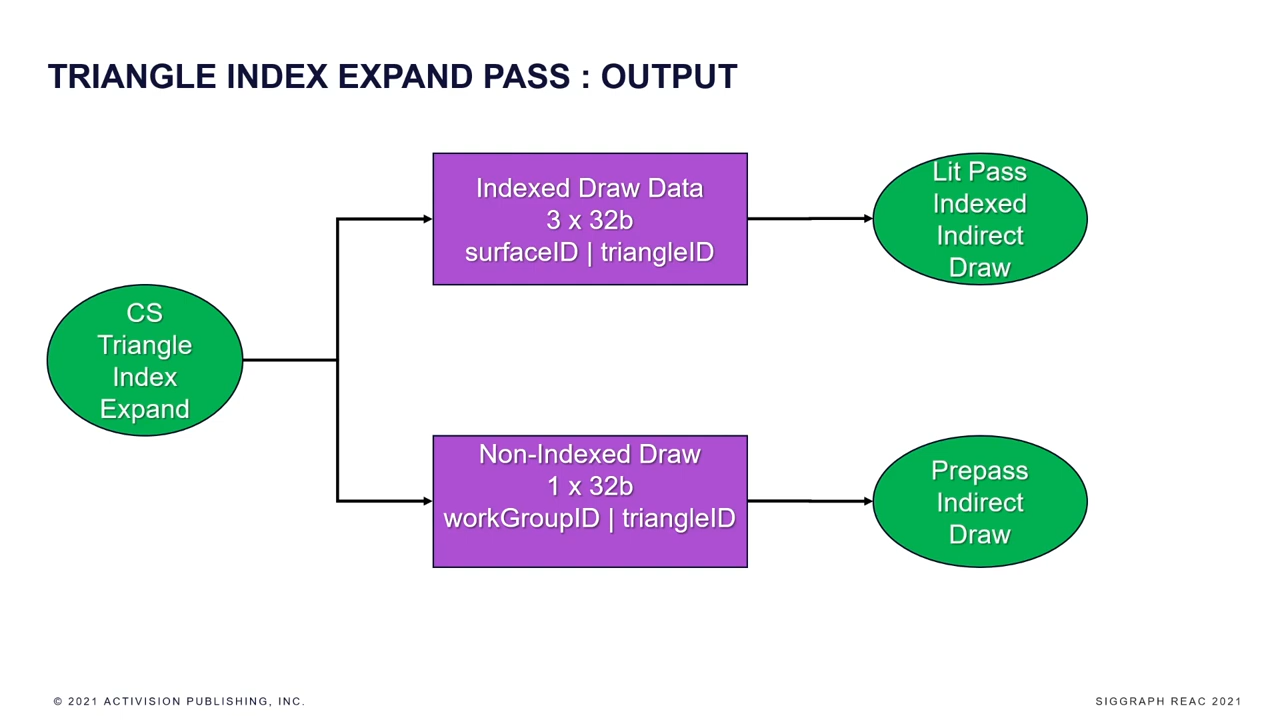 TRIANGLE INDEX EXPAND PASS : OUTPUT
CS
Triangle
Index
Expand
Indexed Draw Data
3 x 32b
surfaceID | triangleID
Lit Pass
Indexed
Indirect
Draw
Non-Indexed Draw
1 x 32b
workGroupID | triangleID
Prepass
Indirect
Draw
© 2021 ACTIVISION PUBLISHING, INC.
SIGGRAPH REAC 2021